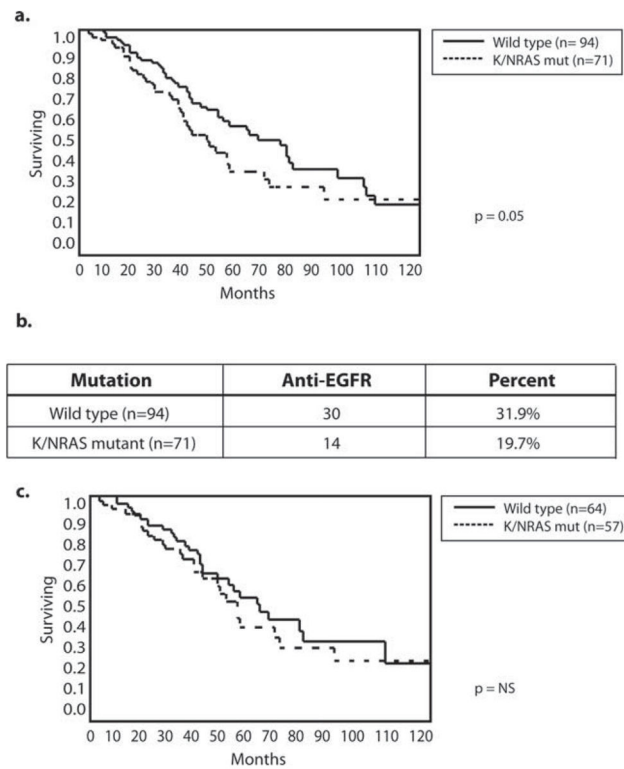 a.
1.0
0.9
0.8
0.7
0.6
0.5
0.4
0.3
0.2
0.1
0.0
Surviving
0 10 20 30 40 50 60 70 80 90 100 110 120
Months
Wild type (n= 94)
K/NRAS mut (n=71)
p = 0.05
b.
Mutation Anti-EGFR Percent
Wild type (n=94) 30 31.9%
K/NRAS mutant (n=71) 14 19.7%
c.
1.0
0.9
0.8
0.7
0.6
0.5
0.4
0.3
0.2
0.1
0.0
Surviving
0 10 20 30 40 50 60 70 80 90 100 110 120
Months
Wild type (n=64)
K/NRAS mut (n=57)
p = NS